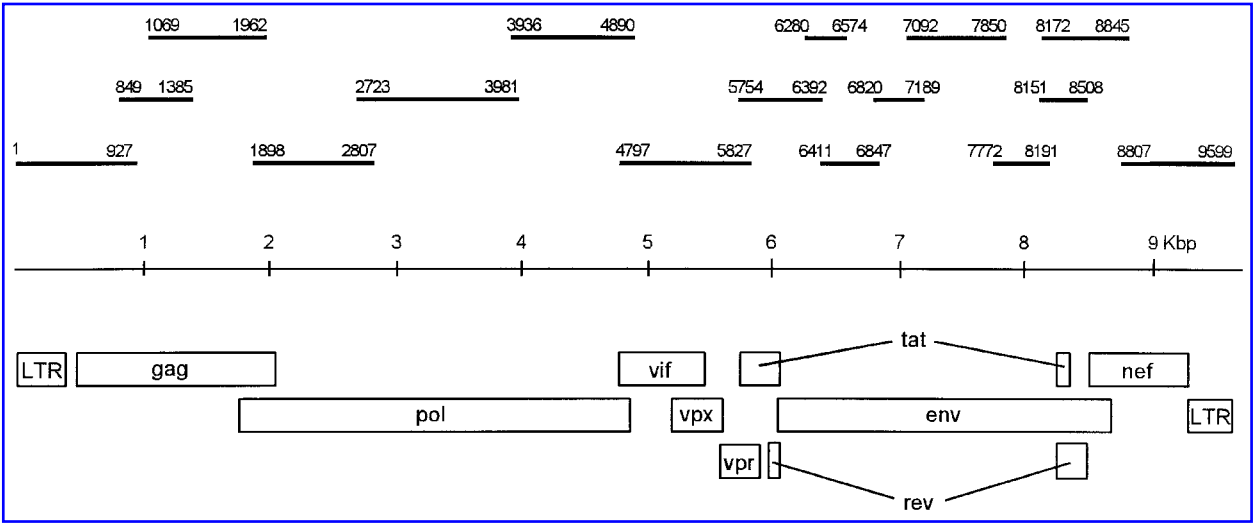 1069 1962 3936 4890 6280 6574 7092 7850 8172 8845
849 1385 2723 3981 5754 6392 6820 7189 8151 8508
1 927 1898 2807 4797 5827 6411 6847 7772 8191 8807 9599
1 2 3 4 5 6 7 8 9 Kbp
tat
LTR gag vif nef
pol vpx env LTR
vpr
rev